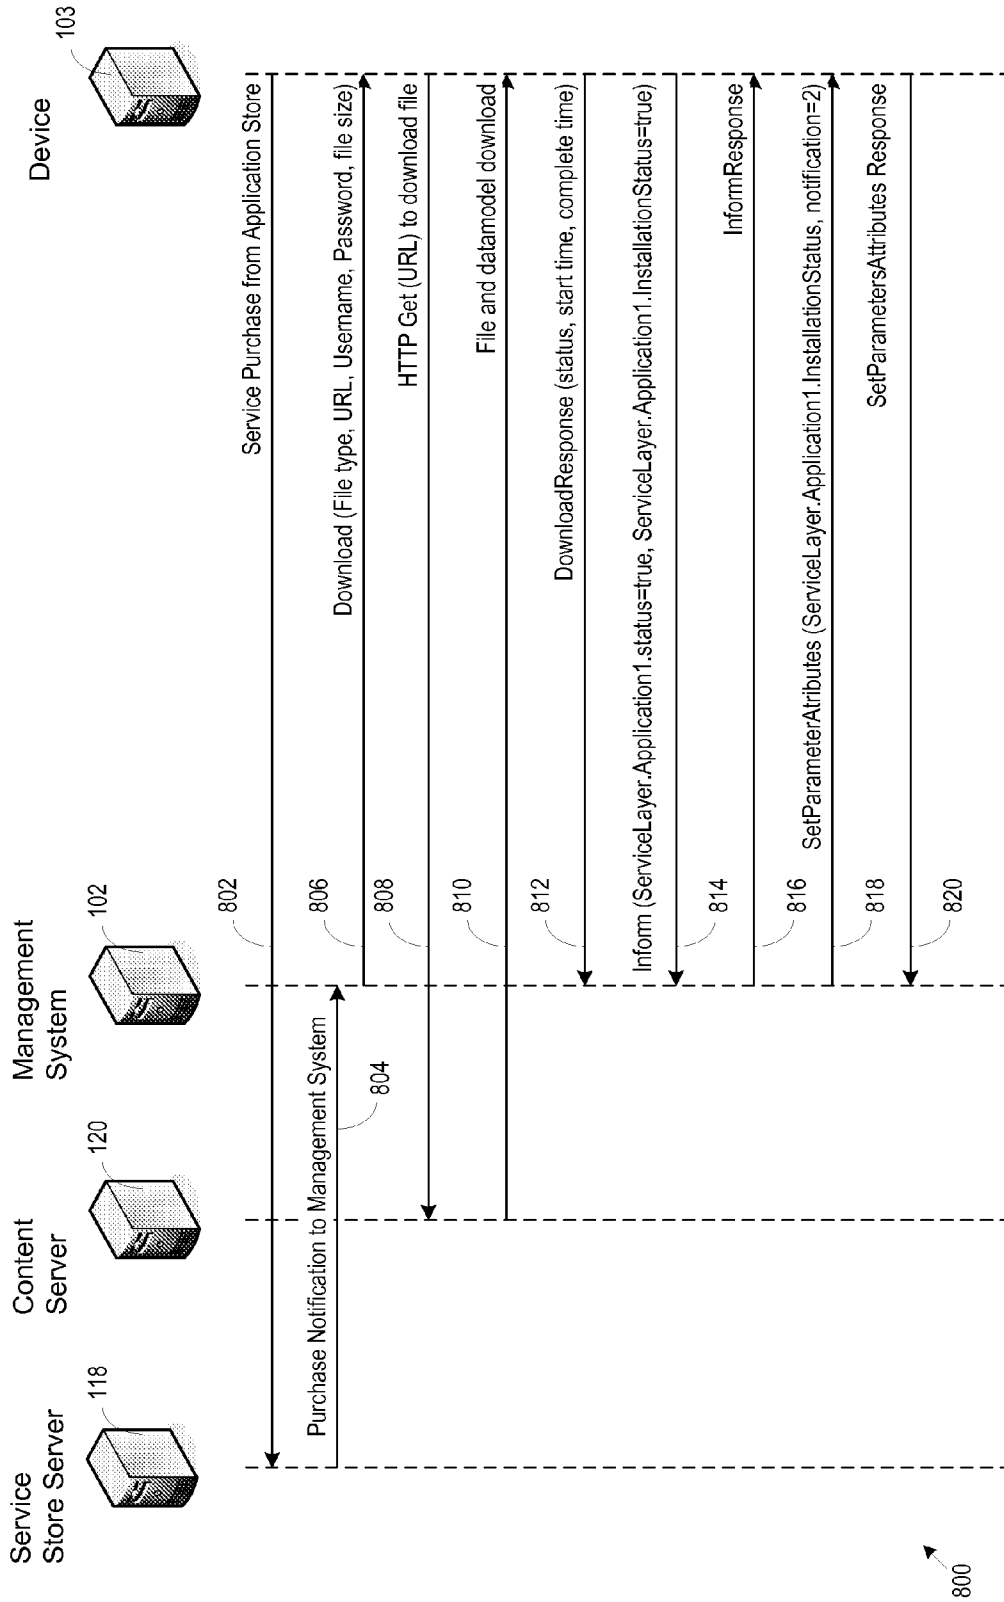 Service
Store Server
118
Content
Server
120
Management
System
102
Device
103
Service Purchase from Application Store
802
Purchase Notification to Management System
804
Download (File type, URL, Username, Password, file size)
806
HTTP Get (URL) to download file
808
File and datamodel download
810
DownloadResponse (status, start time, complete time)
812
Inform (ServiceLayer.Application1.status=true, ServiceLayer.Application1.InstallationStatus=true)
814
InformResponse
816
SetParameterAtributes (ServiceLayer.Application1.InstallationStatus, notification=2)
818
SetParametersAttributes Response
820
800